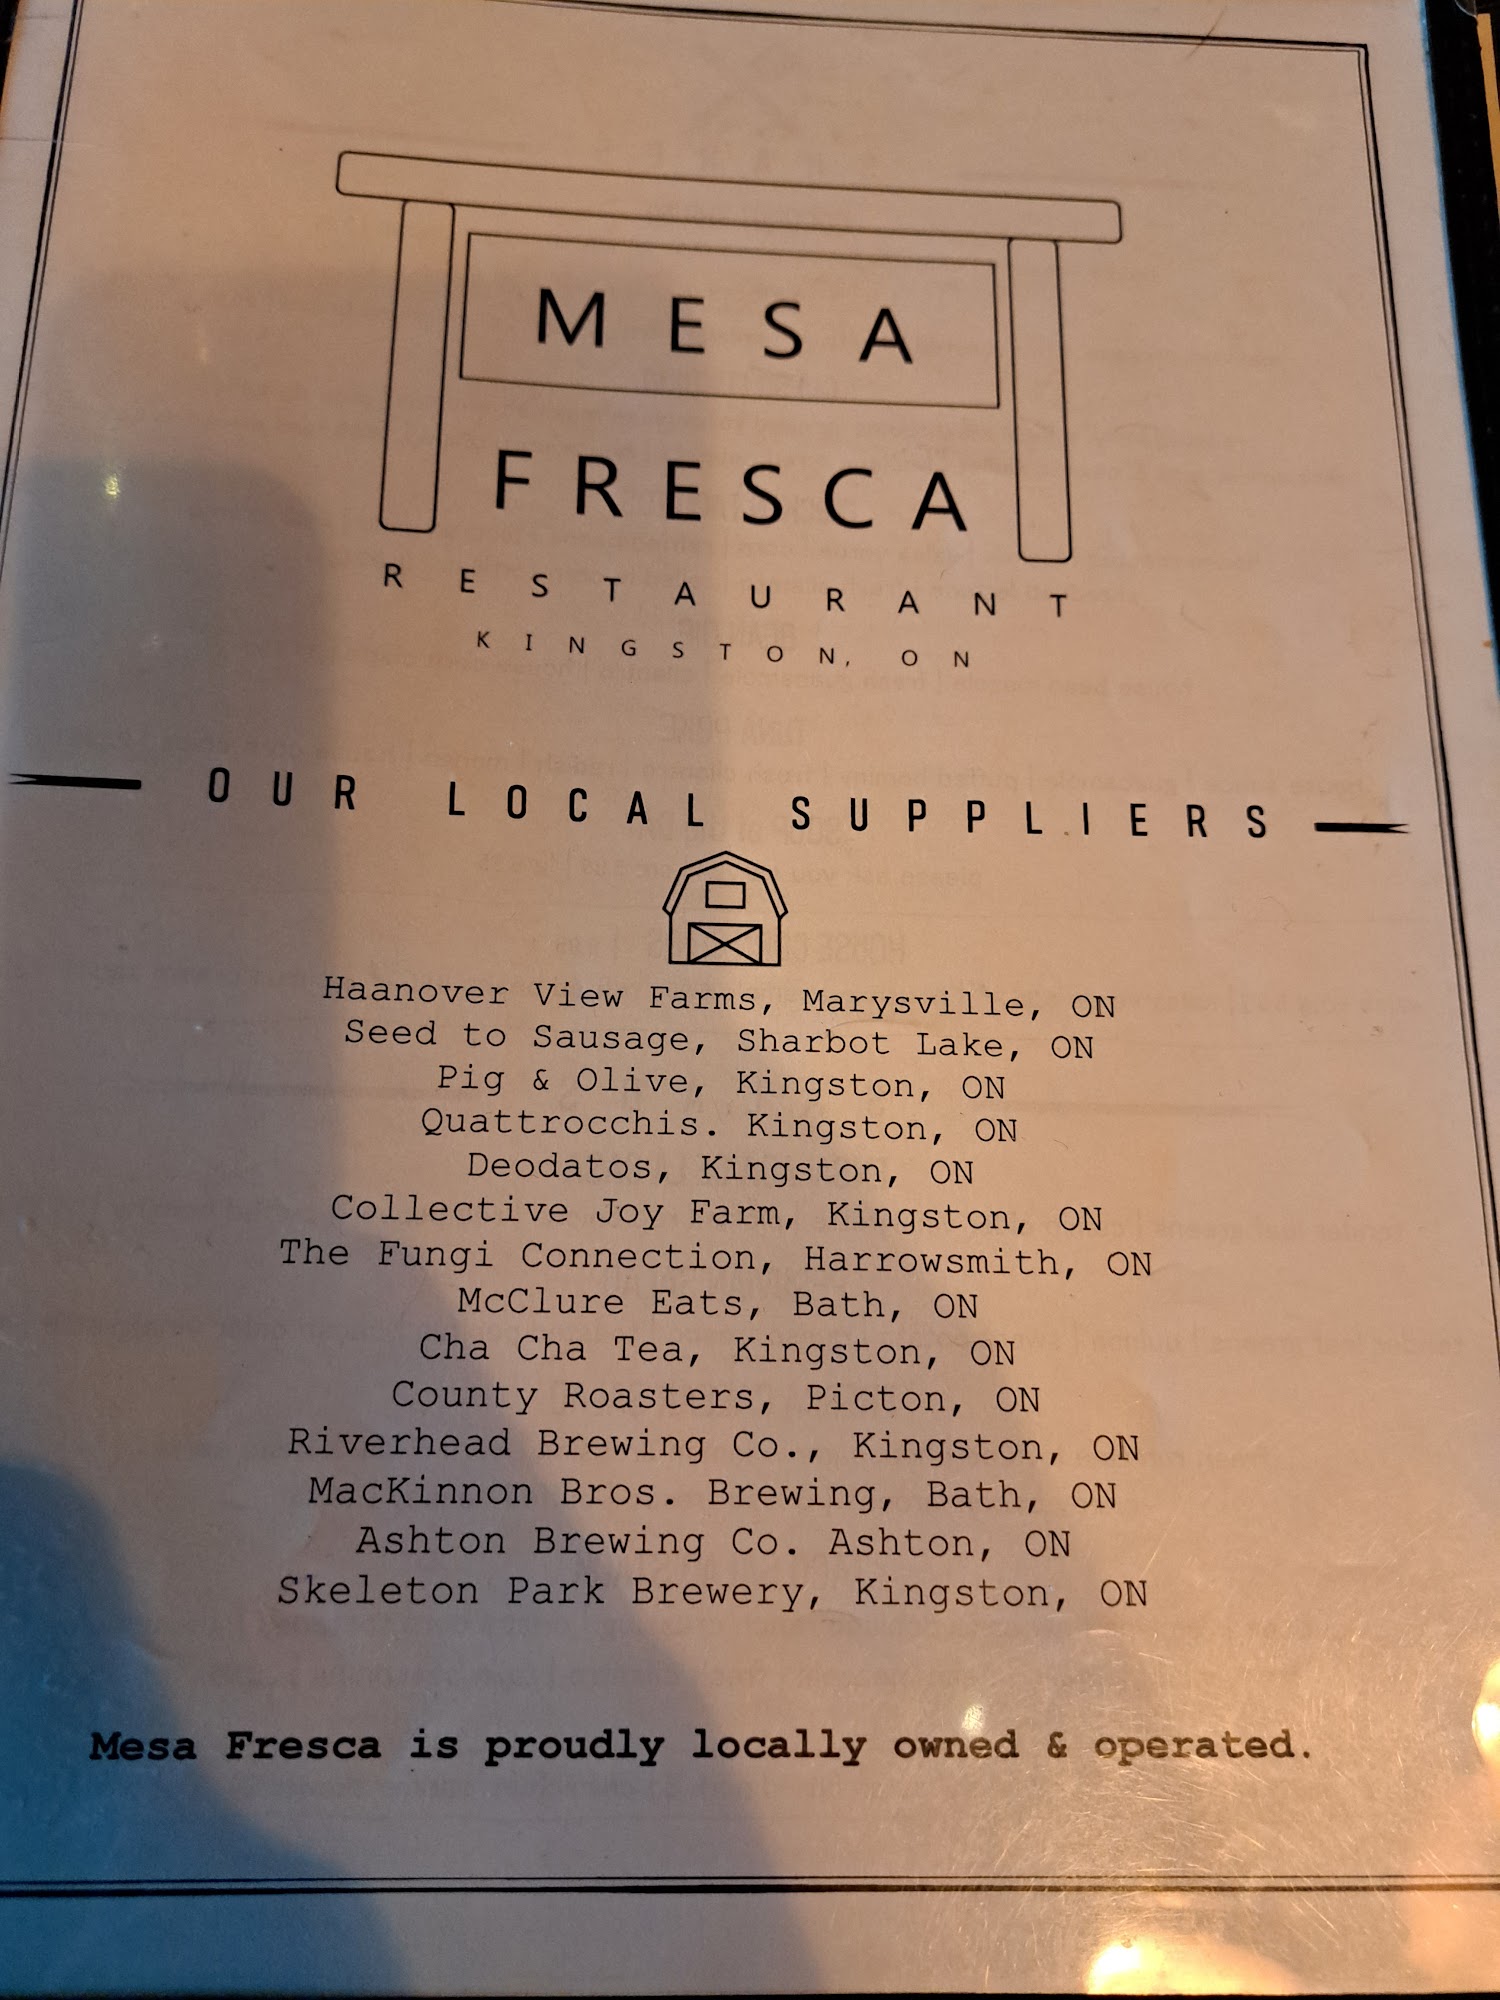 MESA
FRESCA
RESTAURANT
KINGSTON, ON
OUR LOCAL SUPPLIERS
Haanover View Farms, Marysville, ON
Seed to Sausage, Sharbot Lake, ON
Pig & Olive, Kingston, ON
Quattrocchis. Kingston, ON
Deodatos, Kingston, ON
Collective Joy Farm, Kingston, ON
The Fungi Connection, Harrowsmith, ON
McClure Eats, Bath, ON
Cha Cha Tea, Kingston, ON
County Roasters, Picton, ON
Riverhead Brewing Co., Kingston, ON
MacKinnon Bros. Brewing, Bath, ON
Ashton Brewing Co. Ashton, ON
Skeleton Park Brewery, Kingston, ON
Mesa Fresca is proudly locally owned & operated.